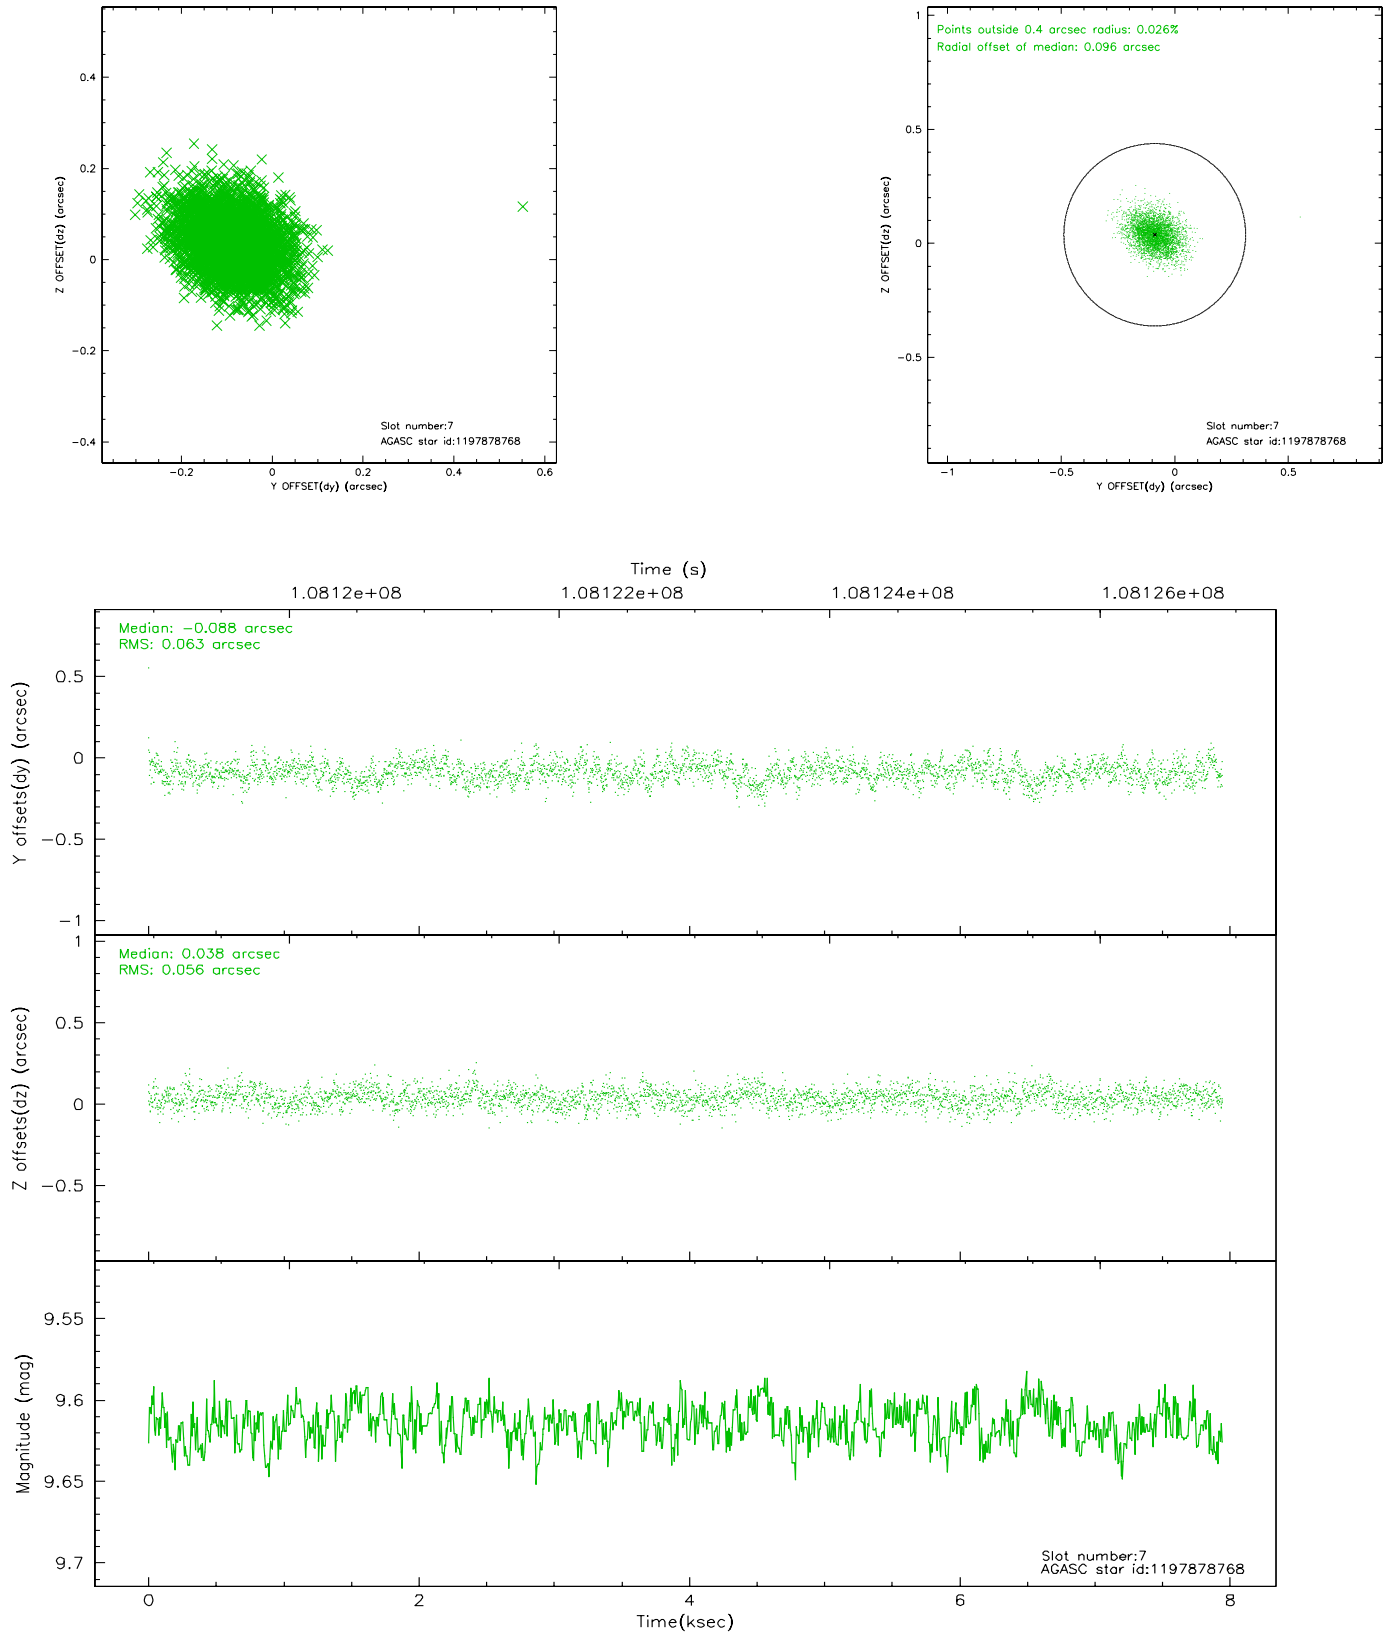 Points outside 0.4 arcsec radius: 0.026%
Radial offset of median: 0.096 arcsec
0.4
0.2
0
−0.2
−0.4
Z OFFSET(dz) (arcsec)
Slot number:7
AGASC star id:1197878768
−0.2
0
0.2
0.4
0.6
Y OFFSET(dy) (arcsec)
1
0.5
0
−0.5
Z OFFSET(dz) (arcsec)
Slot number:7
AGASC star id:1197878768
−1
−0.5
0
0.5
Y OFFSET(dy) (arcsec)
Time (s)
1.0812e+08
1.08122e+08
1.08124e+08
1.08126e+08
Median: −0.088 arcsec
RMS: 0.063 arcsec
0.5
0
−0.5
−1
Y offsets(dy) (arcsec)
Median: 0.038 arcsec
RMS: 0.056 arcsec
1
0.5
0
−0.5
Z offsets(dz) (arcsec)
9.55
9.6
9.65
9.7
Magnitude (mag)
Slot number:7
AGASC star id:1197878768
0
2
4
6
8
Time(ksec)